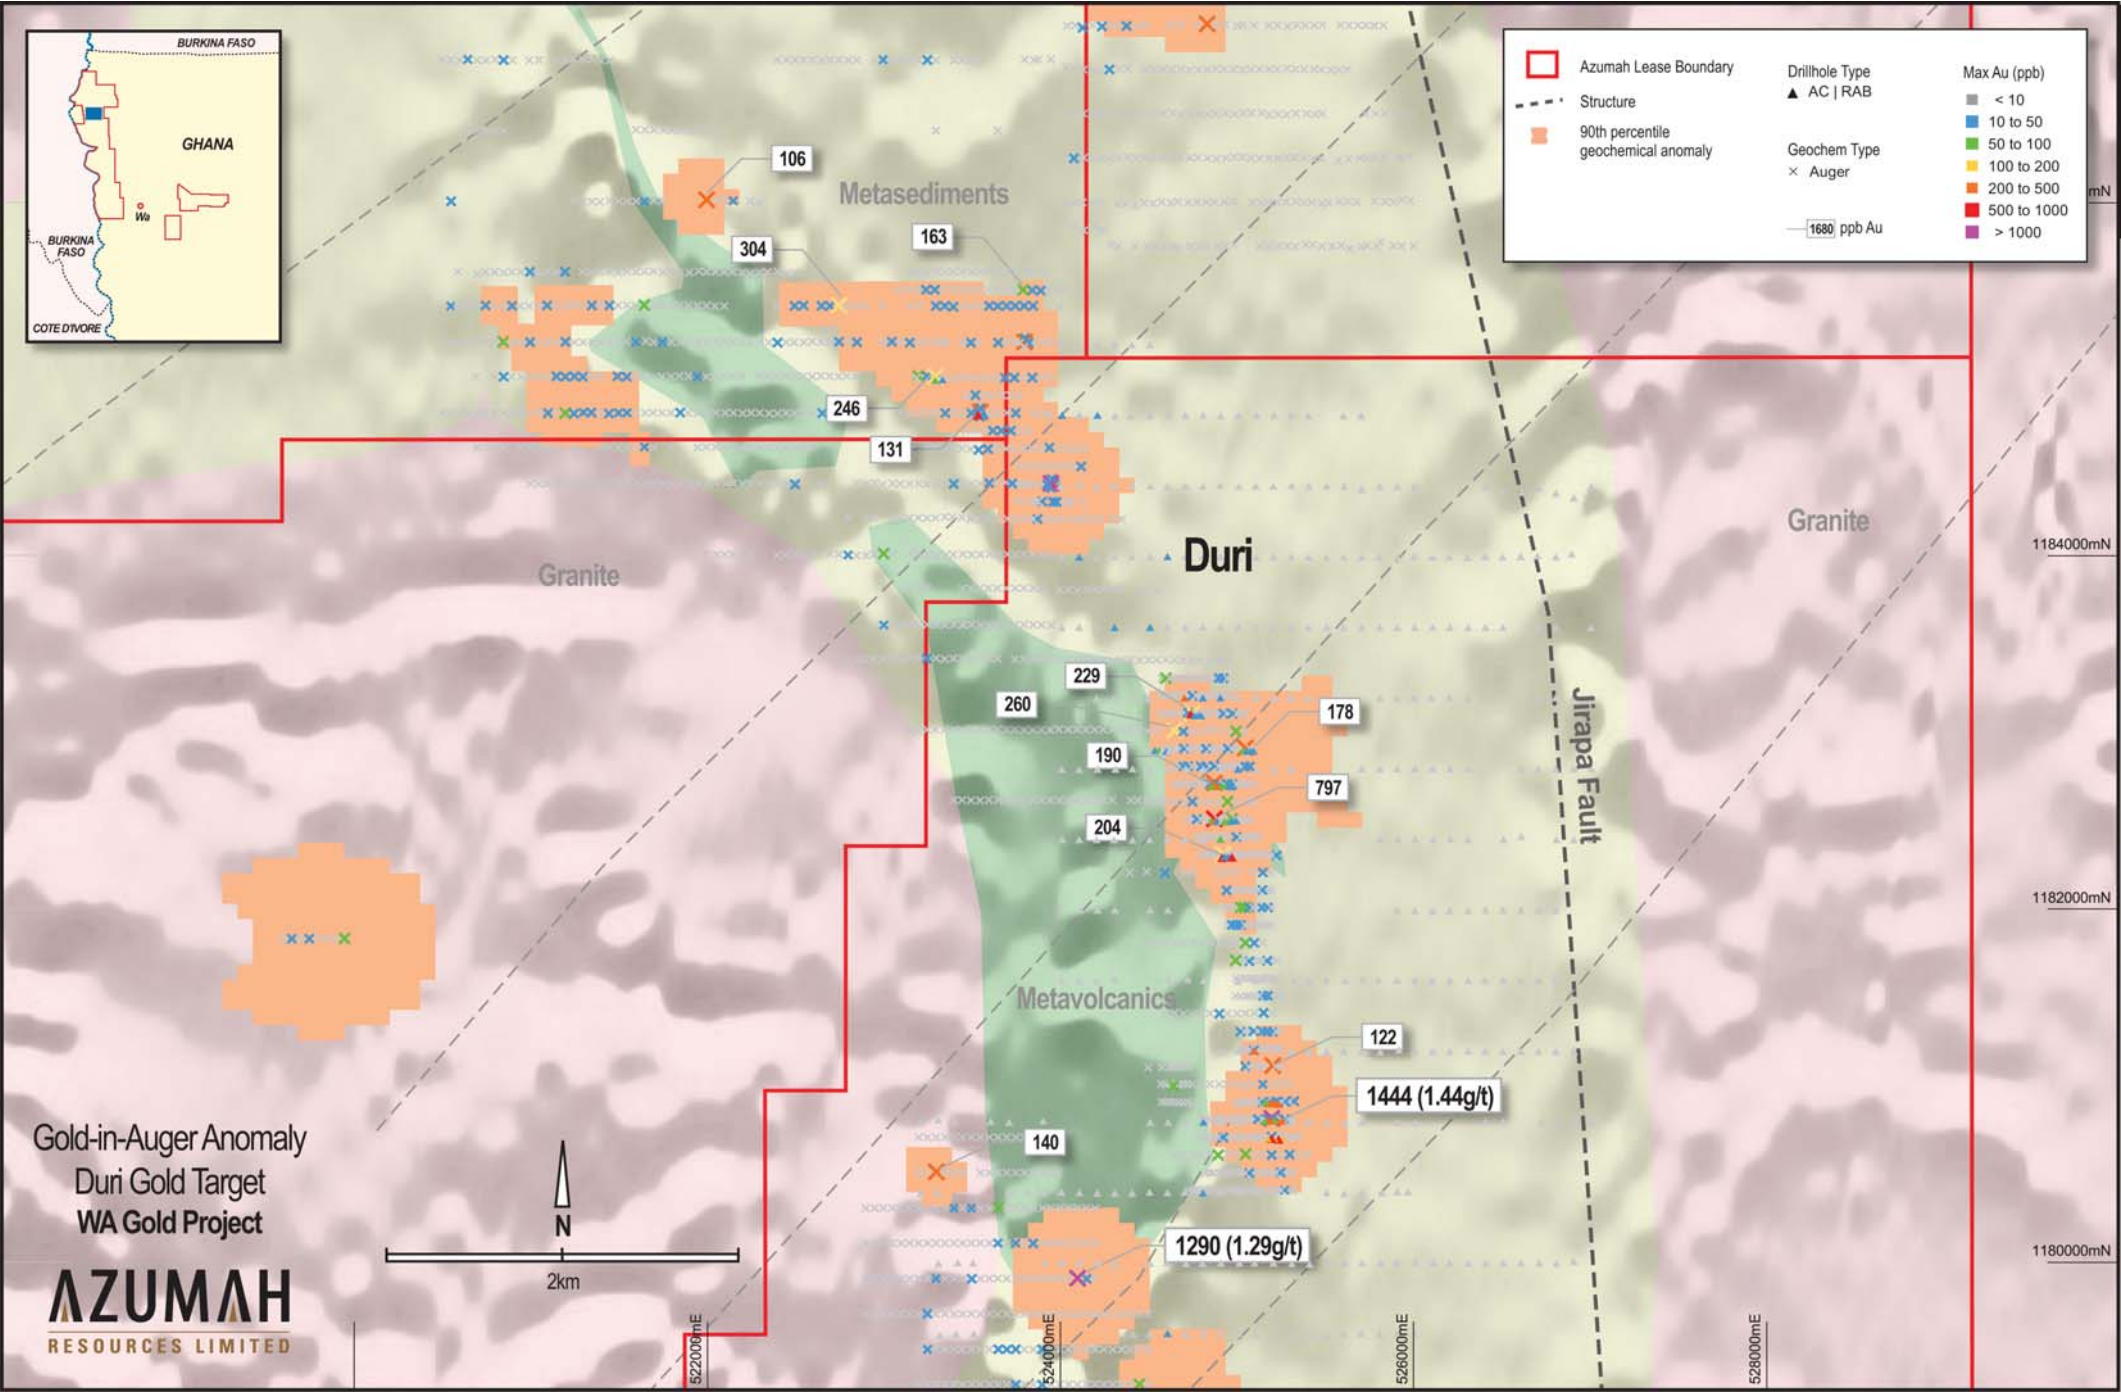 BURKINA FASO
GHANA
Wa
BURKINA
FASO
COTE D'IVORE
Azumah Lease Boundary
Structure
90th percentile
geochemical anomaly
Drillhole Type
AC | RAB
Geochem Type
Auger
1680 ppb Au
Max Au (ppb)
< 10
10 to 50
50 to 100
100 to 200
200 to 500
500 to 1000
> 1000
mN
106
Metasediments
163
304
246
131
Duri
Granite
Granite
1184000mN
229
260
178
190
797
204
Jirapa Fault
1182000mN
Metavolcanics
122
1444 (1.44g/t)
140
1290 (1.29g/t)
1180000mN
Gold-in-Auger Anomaly
Duri Gold Target
WA Gold Project
N
2km
AZUMAH
RESOURCES LIMITED
522000mE
524000mE
526000mE
528000mE